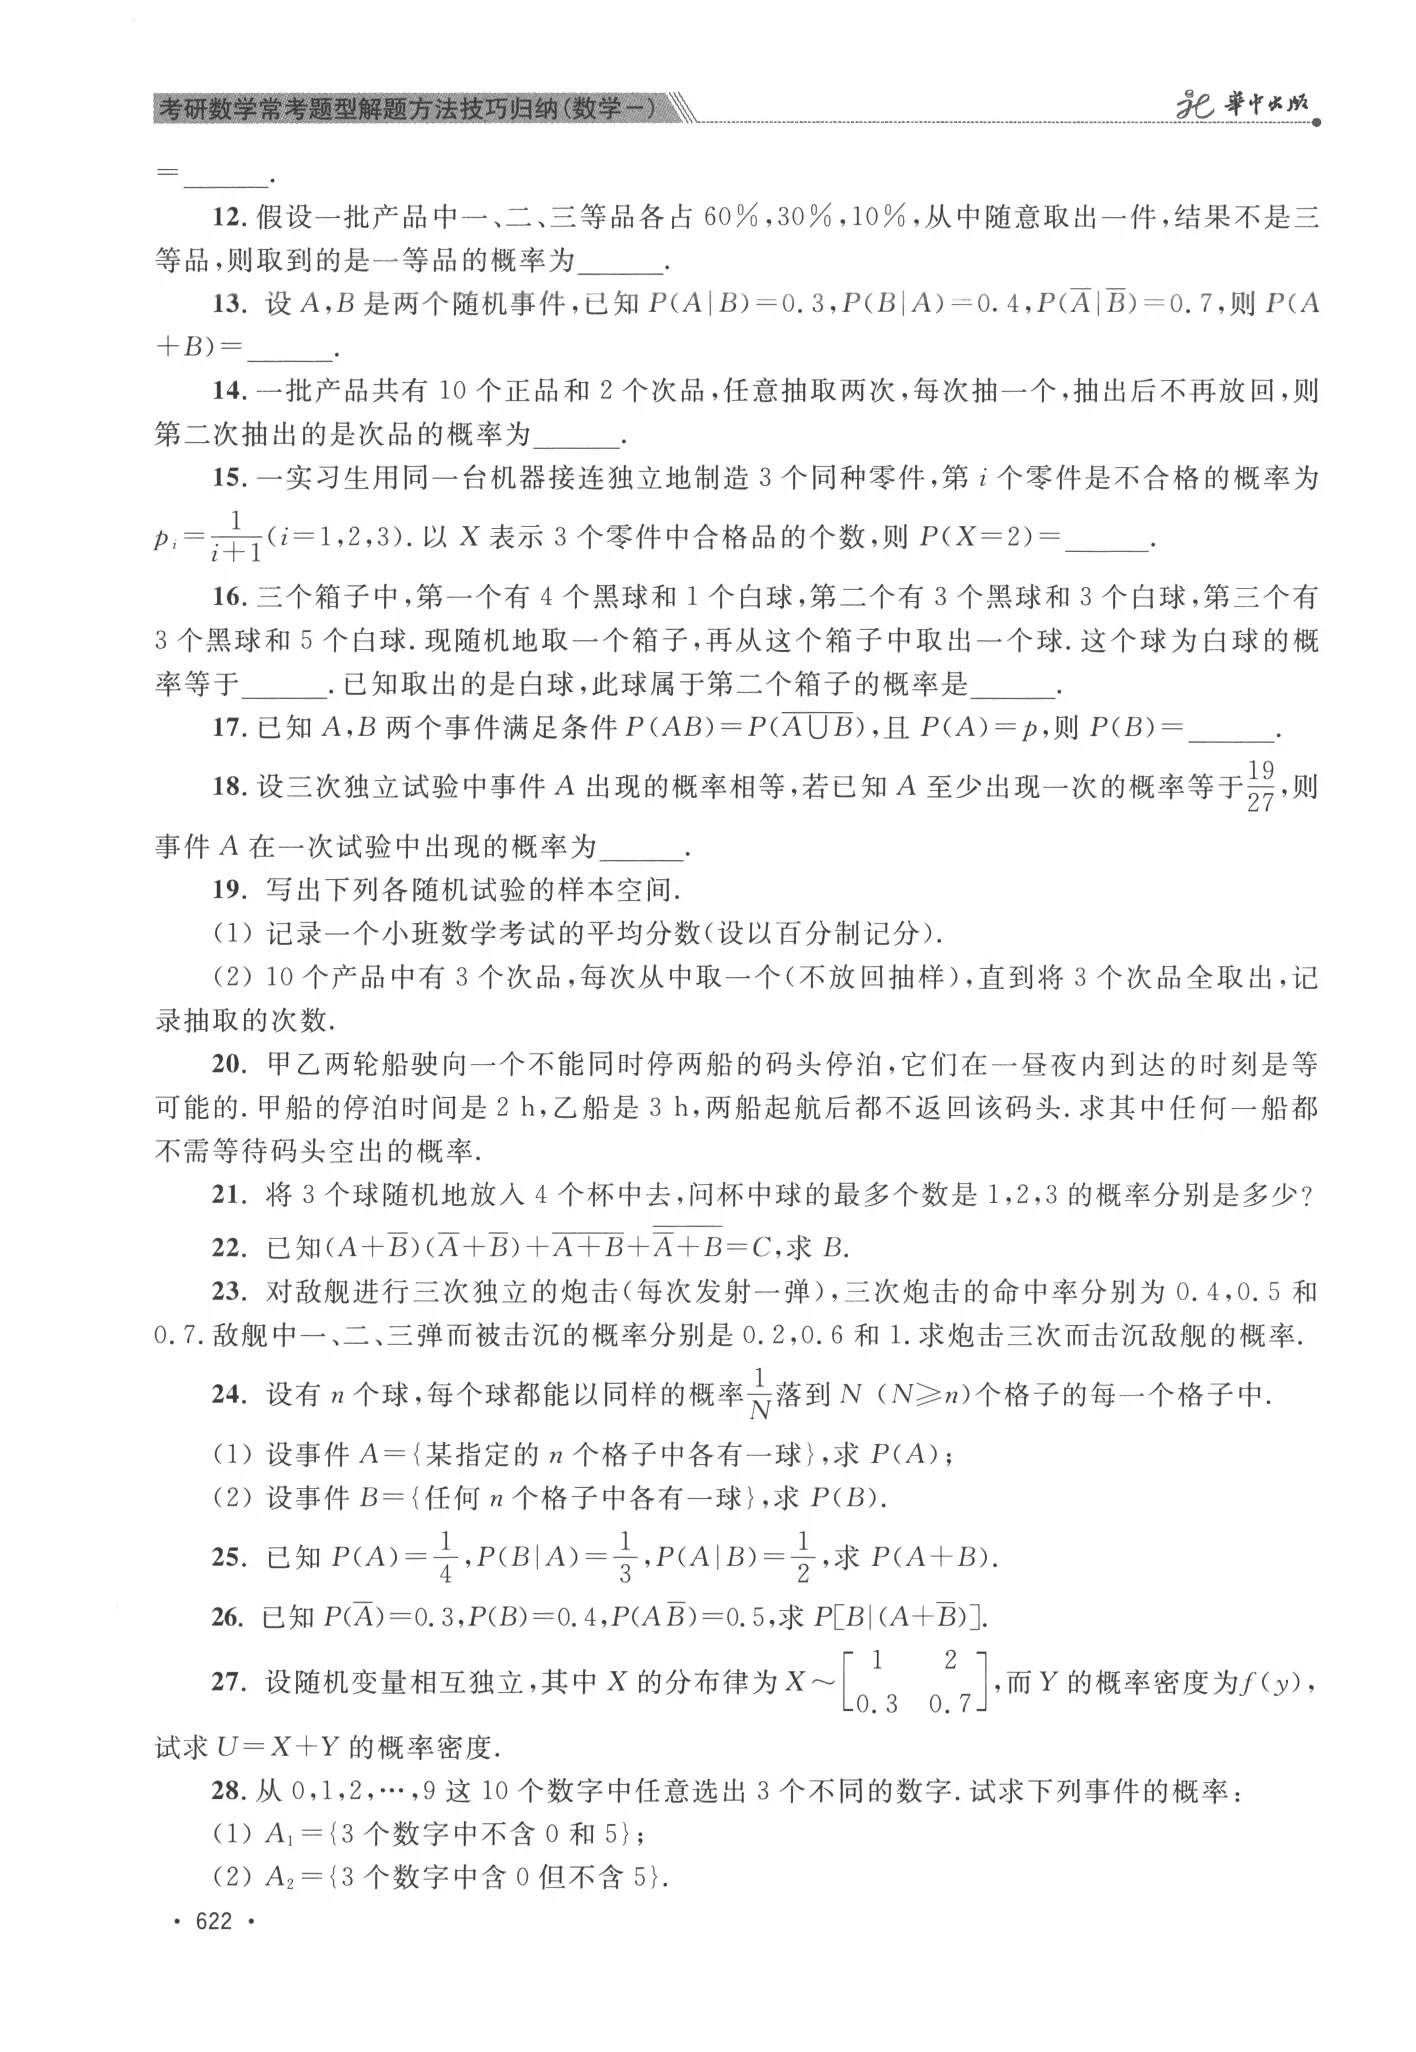 考研数学常考题型解题方法技巧归纳(数学一)
华中出版
=______.
12.假设一批产品中一、二、三等品各占60%,30%,10%,从中随意取出一件,结果不是三
等品,则取到的是一等品的概率为______.
13. 设A,B是两个随机事件,已知P(A|B)=0.3,P(B|A)=0.4,P(A̅|B̅)=0.7,则P(A
+B)=______.
14.一批产品共有10个正品和2个次品,任意抽取两次,每次抽一个,抽出后不再放回,则
第二次抽出的是次品的概率为______.
15.一实习生用同一台机器接连独立地制造3个同种零件,第i个零件是不合格的概率为
pᵢ=1/(i+1)(i=1,2,3).以X表示3个零件中合格品的个数,则P(X=2)=______.
16.三个箱子中,第一个有4个黑球和1个白球,第二个有3个黑球和3个白球,第三个有
3个黑球和5个白球.现随机地取一个箱子,再从这个箱子中取出一个球.这个球为白球的概
率等于______.已知取出的是白球,此球属于第二个箱子的概率是______.
17.已知A,B两个事件满足条件P(AB)=P(A̅∪̅B̅),且P(A)=p,则P(B)=______.
18.设三次独立试验中事件A出现的概率相等,若已知A至少出现一次的概率等于19/27,则
事件A在一次试验中出现的概率为______.
19. 写出下列各随机试验的样本空间.
(1) 记录一个小班数学考试的平均分数(设以百分制记分).
(2) 10个产品中有3个次品,每次从中取一个(不放回抽样),直到将3个次品全取出,记
录抽取的次数.
20. 甲乙两轮船驶向一个不能同时停两船的码头停泊,它们在一昼夜内到达的时刻是等
可能的.甲船的停泊时间是2 h,乙船是3 h,两船起航后都不返回该码头.求其中任何一船都
不需等待码头空出的概率.
21. 将3个球随机地放入4个杯中去,问杯中球的最多个数是1,2,3的概率分别是多少?
22. 已知(A+B̅)(A̅+B̅)+\overline{A+B}+\overline{A̅+B}=C,求B.
23. 对敌舰进行三次独立的炮击(每次发射一弹),三次炮击的命中率分别为0.4,0.5和
0.7.敌舰中一、二、三弹而被击沉的概率分别是0.2,0.6和1.求炮击三次而击沉敌舰的概率.
24. 设有n个球,每个球都能以同样的概率1/N落到N (N≥n)个格子的每一个格子中.
(1) 设事件A={某指定的n个格子中各有一球},求P(A);
(2) 设事件B={任何n个格子中各有一球},求P(B).
25. 已知P(A)=1/4,P(B|A)=1/3,P(A|B)=1/2,求P(A+B).
26. 已知P(A̅)=0.3,P(B)=0.4,P(AB̅)=0.5,求P[B|(A+B̅)].
27. 设随机变量相互独立,其中X的分布律为X~[1 2; 0.3 0.7],而Y的概率密度为f(y),
试求U=X+Y的概率密度.
28.从0,1,2,…,9这10个数字中任意选出3个不同的数字.试求下列事件的概率:
(1) A₁={3个数字中不含0和5};
(2) A₂={3个数字中含0但不含5}.
· 622 ·